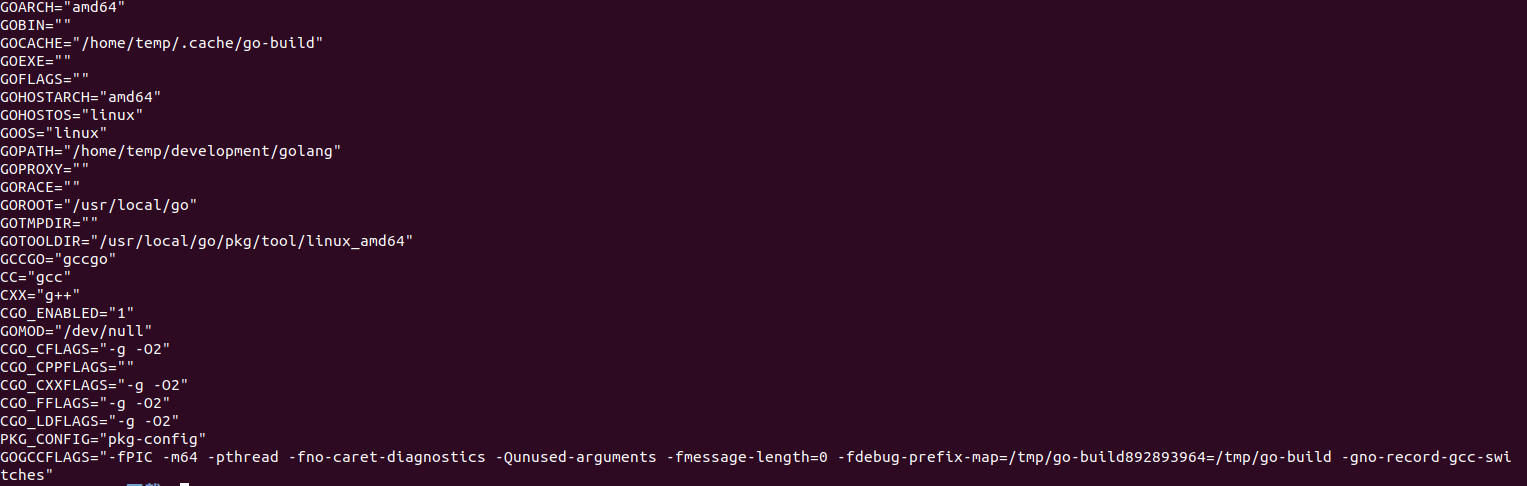 GOARCH="amd64"
GOBIN=""
GOCACHE="/home/temp/.cache/go-build"
GOEXE=""
GOFLAGS=""
GOHOSTARCH="amd64"
GOHOSTOS="linux"
GOOS="linux"
GOPATH="/home/temp/development/golang"
GOPROXY=""
GORACE=""
GOROOT="/usr/local/go"
GOTMPDIR=""
GOTOOLDIR="/usr/local/go/pkg/tool/linux_amd64"
GCCGO="gccgo"
CC="gcc"
CXX="g++"
CGO_ENABLED="1"
GOMOD="/dev/null"
CGO_CFLAGS="-g -O2"
CGO_CPPFLAGS=""
CGO_CXXFLAGS="-g -O2"
CGO_FFLAGS="-g -O2"
CGO_LDFLAGS="-g -O2"
PKG_CONFIG="pkg-config"
GOGCCFLAGS="-fPIC -m64 -pthread -fno-caret-diagnostics -Qunused-arguments -fmessage-length=0 -fdebug-prefix-map=/tmp/go-build892893964=/tmp/go-build -gno-record-gcc-swi
tches"